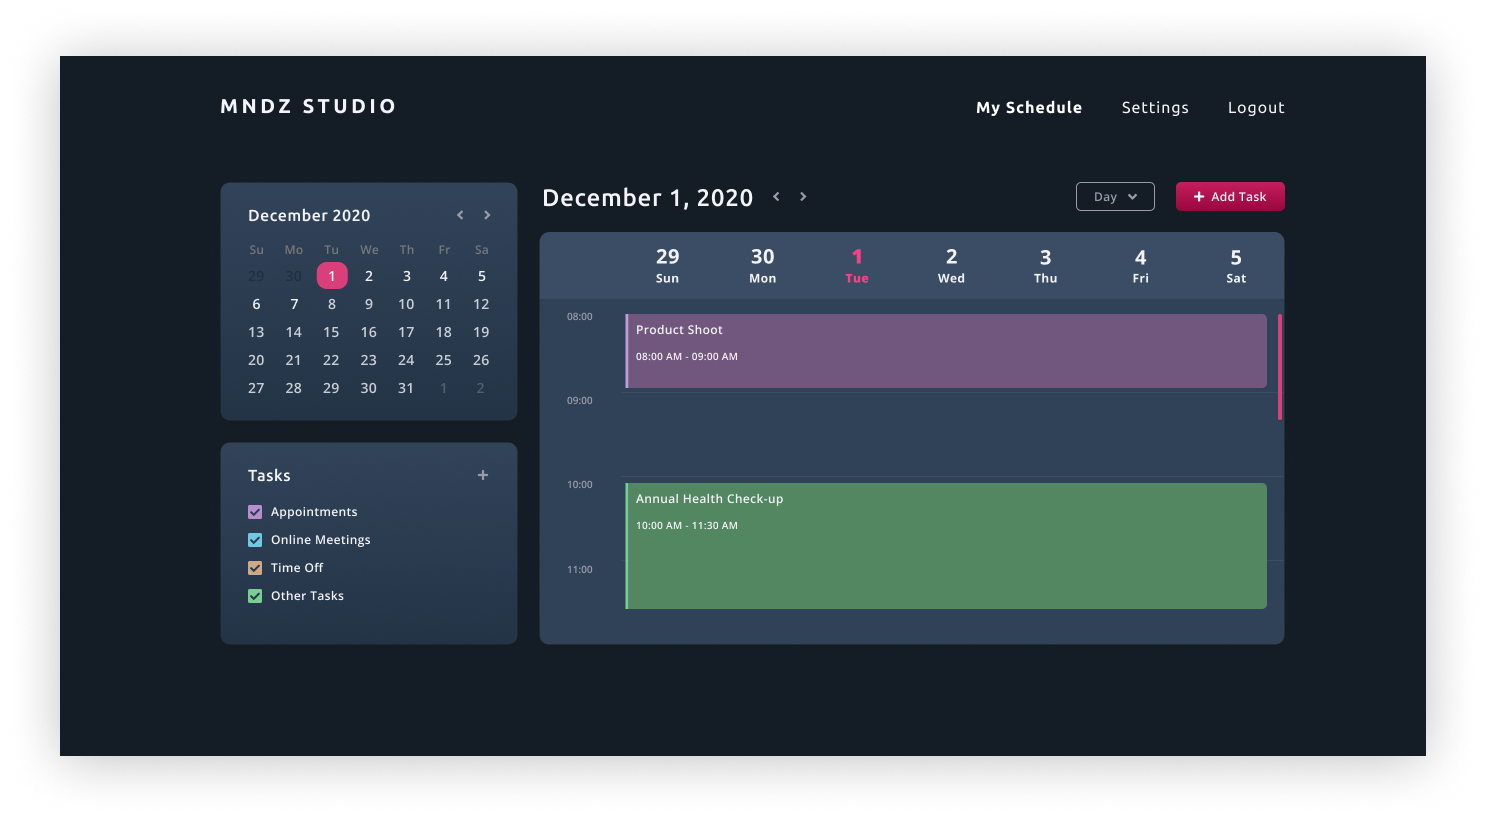 MNDZ STUDIO
My Schedule Settings Logout
December 2020
Su Mo Tu We Th Fr Sa
29 30 1 2 3 4 5
6 7 8 9 10 11 12
13 14 15 16 17 18 19
20 21 22 23 24 25 26
27 28 29 30 31 1 2
Tasks
Appointments
Online Meetings
Time Off
Other Tasks
December 1, 2020
Day
Add Task
29 30 1 2 3 4 5
Sun Mon Tue Wed Thu Fri Sat
08:00
Product Shoot
08:00 AM - 09:00 AM
09:00
10:00
Annual Health Check-up
10:00 AM - 11:30 AM
11:00